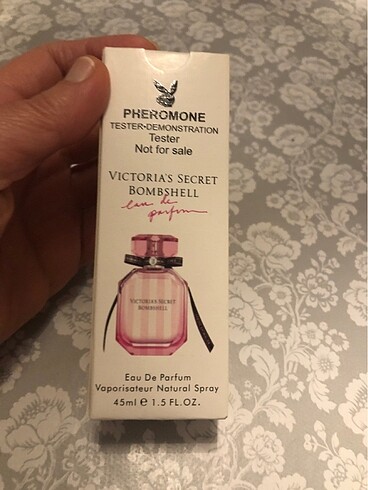 PHEROMONE
TESTER-DEMONSTRATION
Tester
Not for sale
VICTORIA'S SECRET
BOMBSHELL
eau de
parfum
VICTORIA'S SECRET
BOMBSHELL
Eau De Parfum
Vaporisateur Natural Spray
45ml ℮ 1.5 FL.OZ.